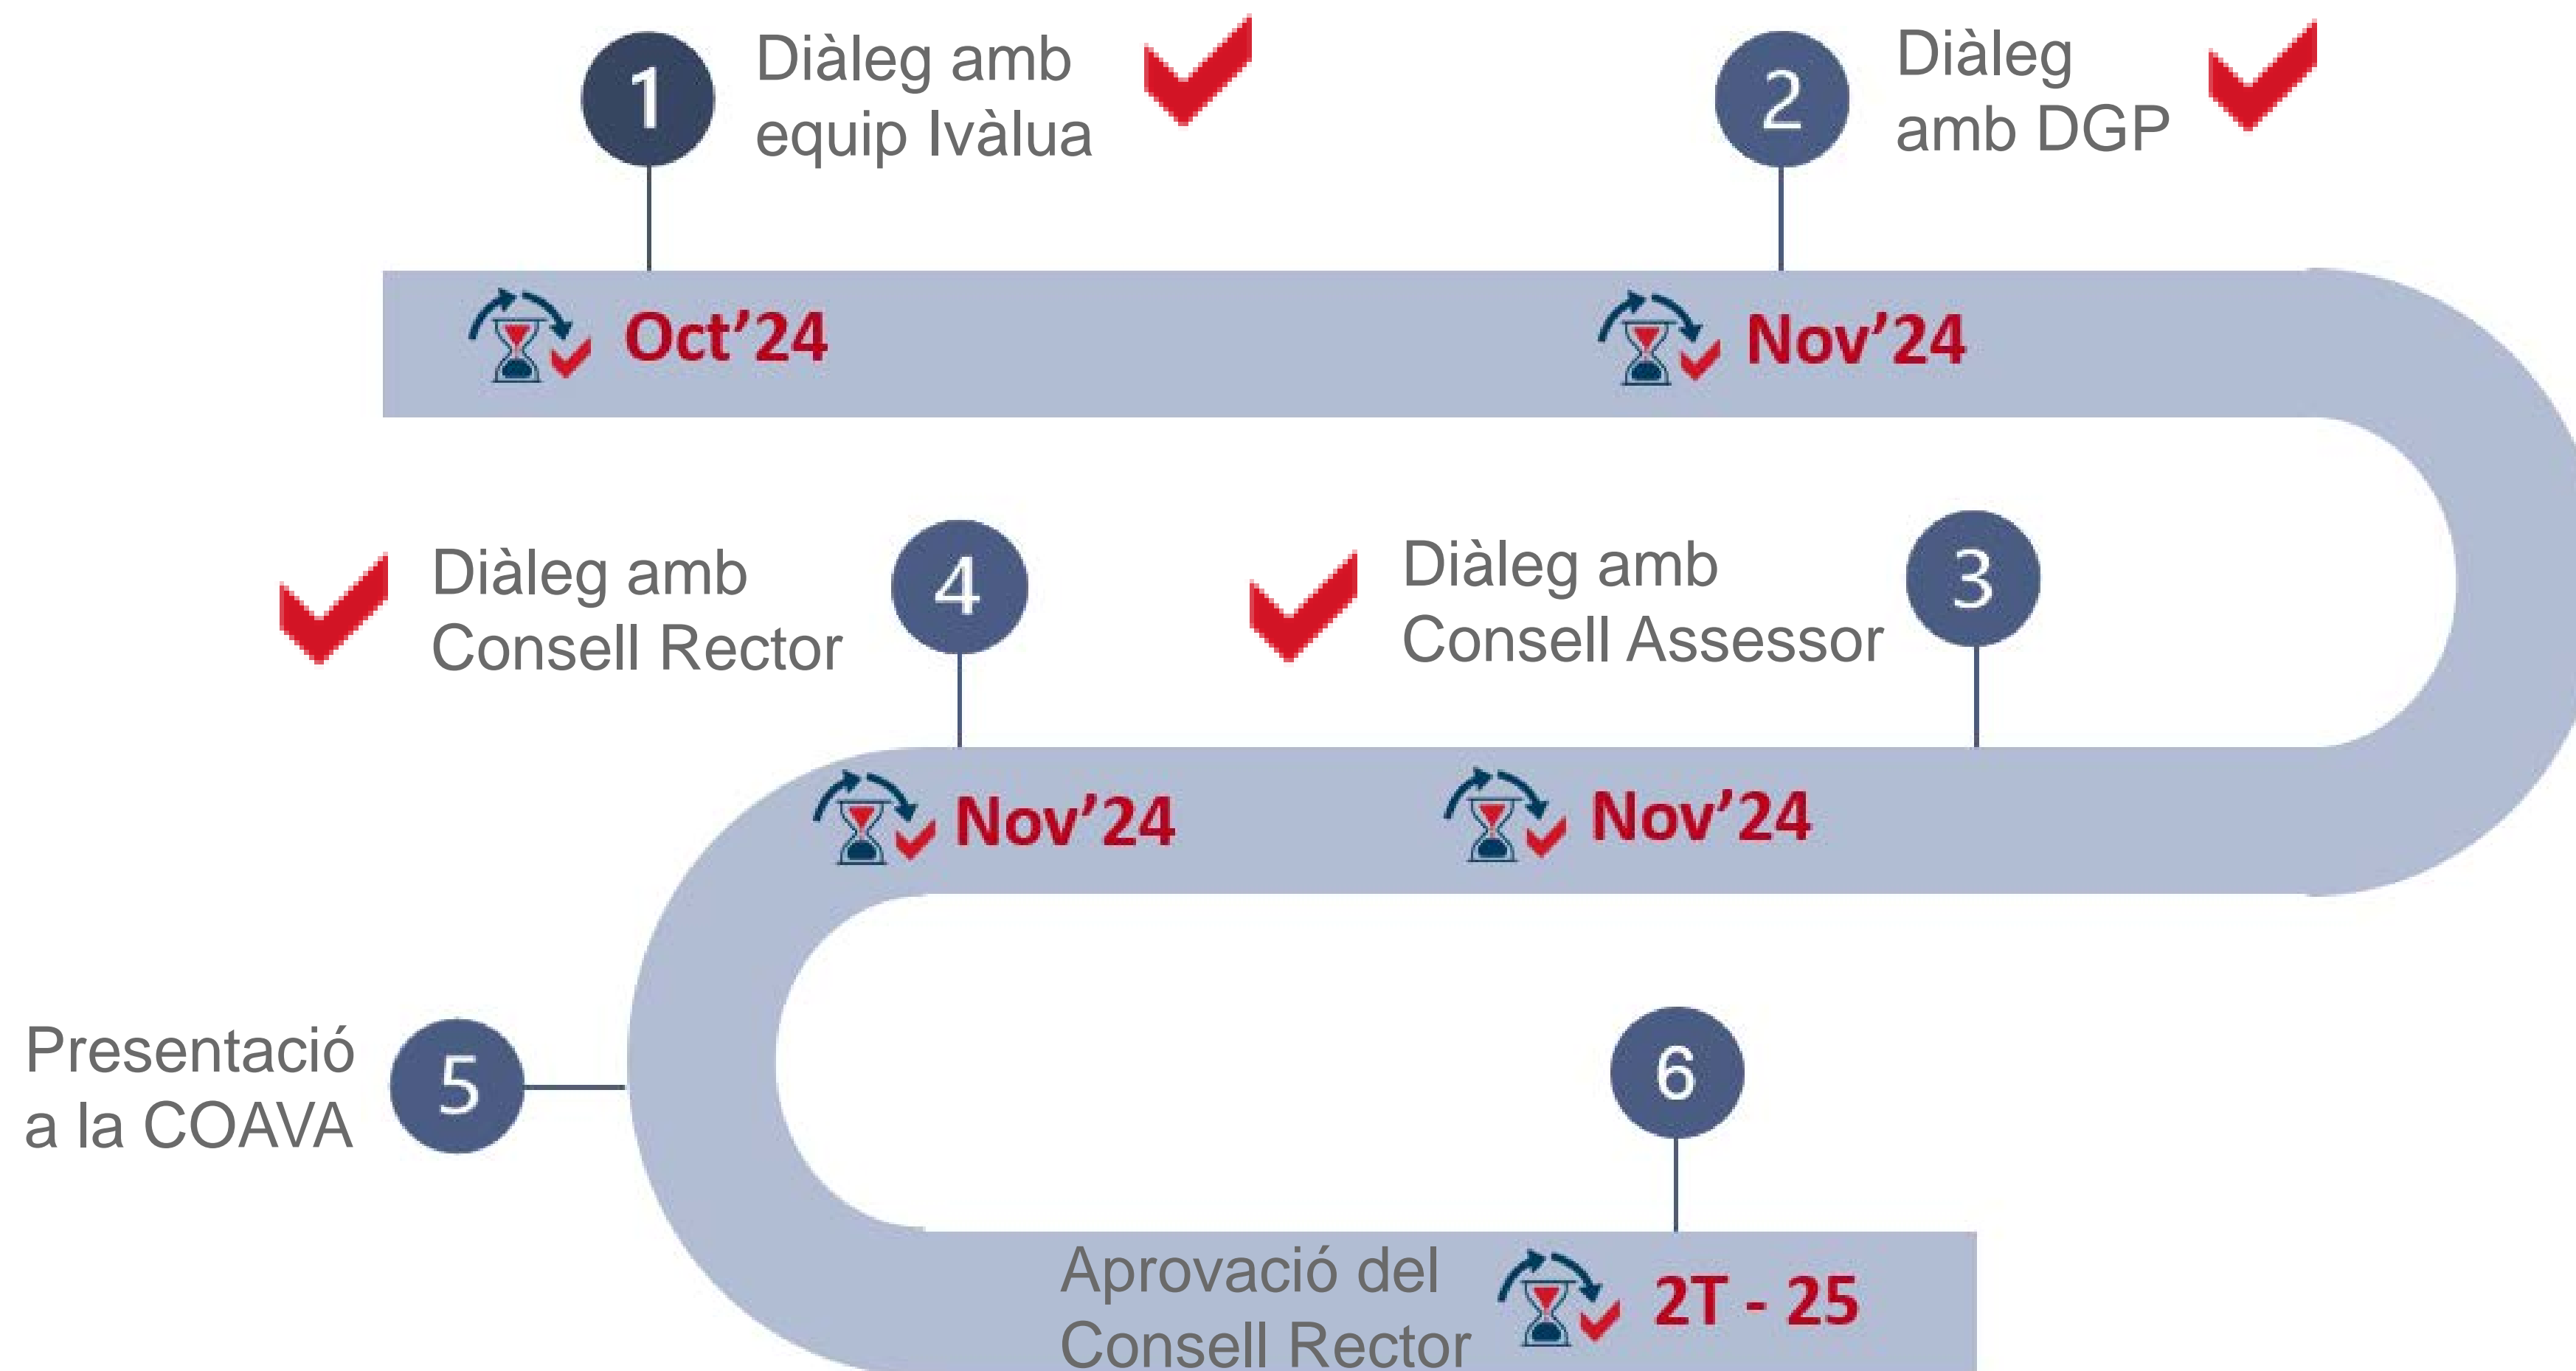 1
Diàleg amb
equip Ivàlua
2
Diàleg
amb DGP
Oct’24
Nov’24
3
Diàleg amb
Consell Assessor
4
Diàleg amb
Consell Rector
Nov’24
Nov’24
5
Presentació
a la COAVA
6
Aprovació del
Consell Rector
2T - 25